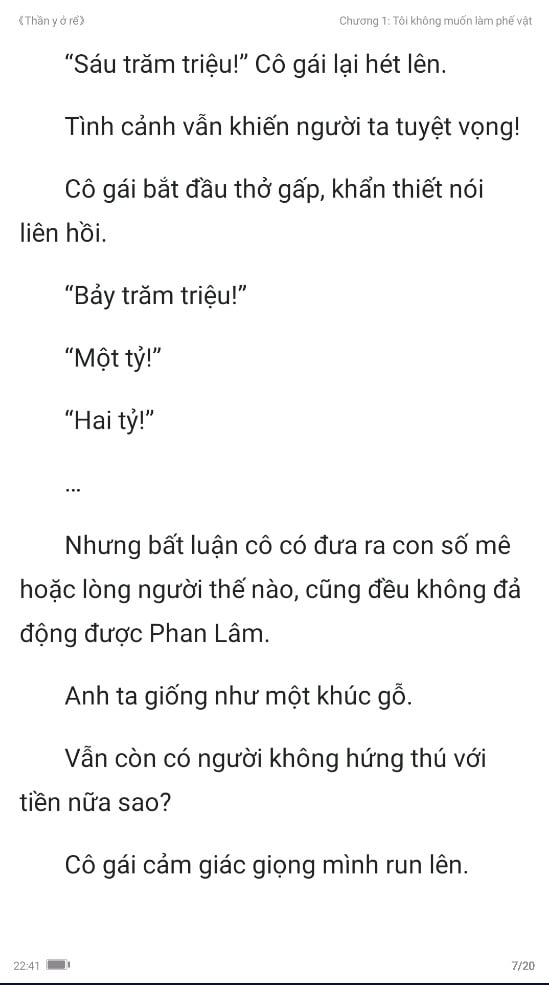 《Thần y ở rể》
Chương 1: Tôi không muốn làm phế vật
“Sáu trăm triệu!” Cô gái lại hét lên.
Tình cảnh vẫn khiến người ta tuyệt vọng!
Cô gái bắt đầu thở gấp, khẩn thiết nói
liên hồi.
“Bảy trăm triệu!”
“Một tỷ!”
“Hai tỷ!”
...
Nhưng bất luận cô có đưa ra con số mê
hoặc lòng người thế nào, cũng đều không đả
động được Phan Lâm.
Anh ta giống như một khúc gỗ.
Vẫn còn có người không hứng thú với
tiền nữa sao?
Cô gái cảm giác giọng mình run lên.
22:41
7/20